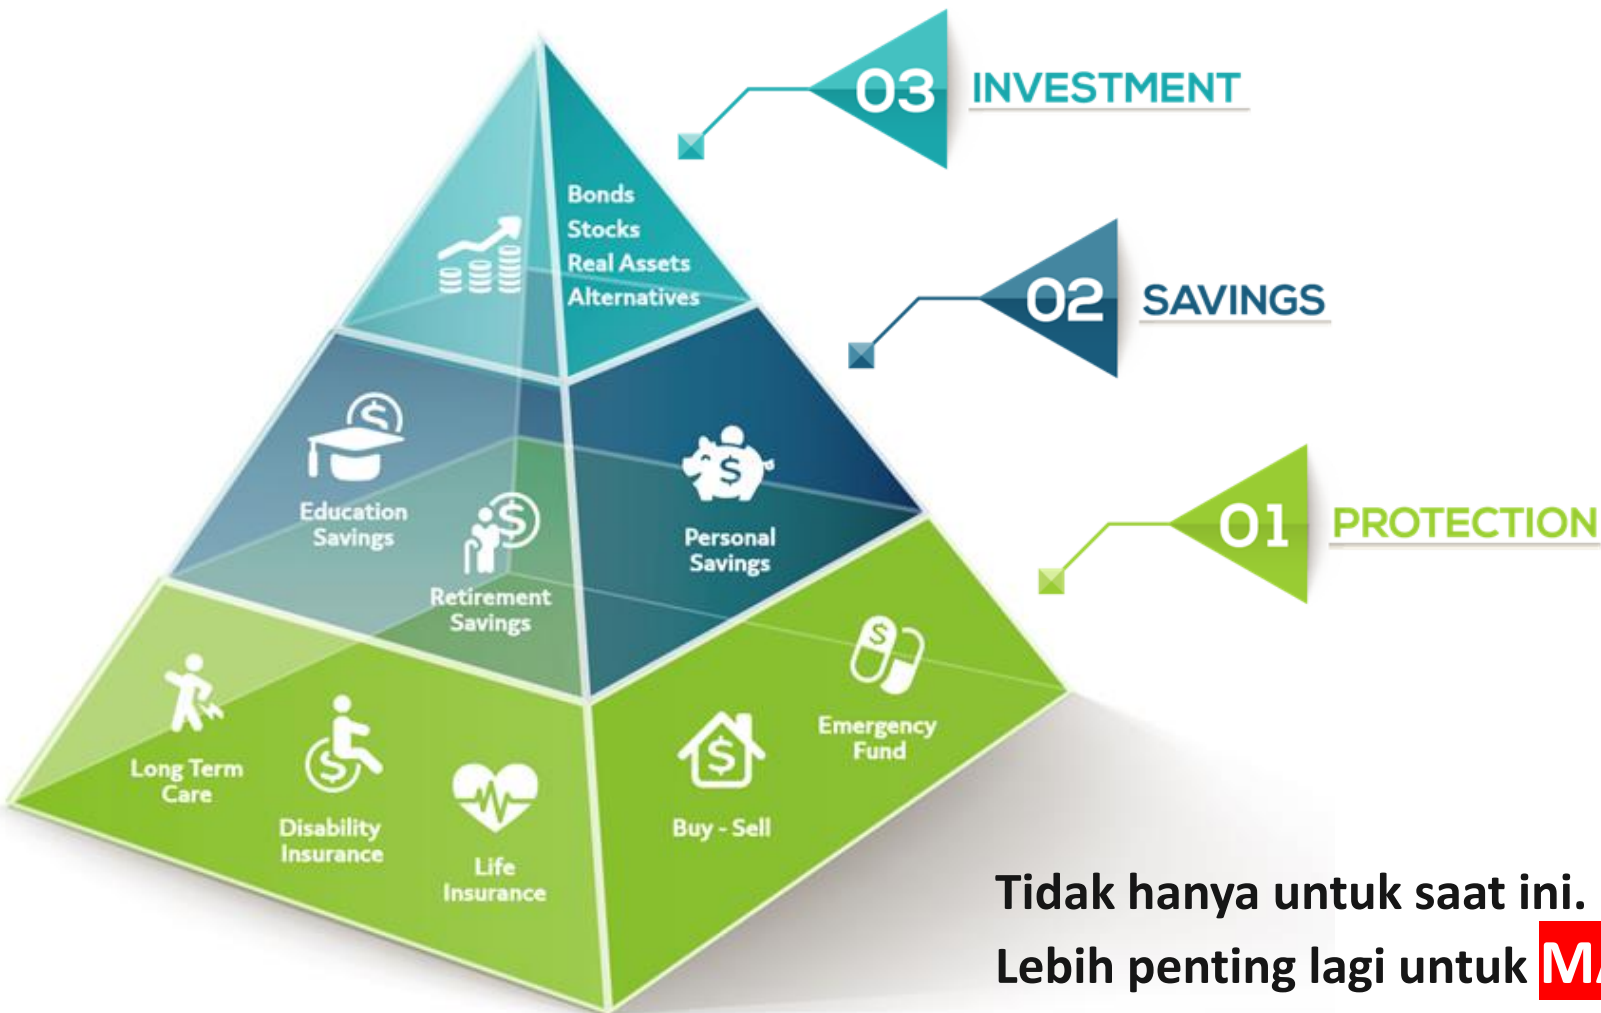 03 INVESTMENT
Bonds
Stocks
Real Assets
Alternatives
02 SAVINGS
Education
Savings
Retirement
Savings
Personal
Savings
01 PROTECTION
Long Term
Care
Disability
Insurance
Life
Insurance
Buy - Sell
Emergency
Fund
Tidak hanya untuk saat ini.
Lebih penting lagi untuk